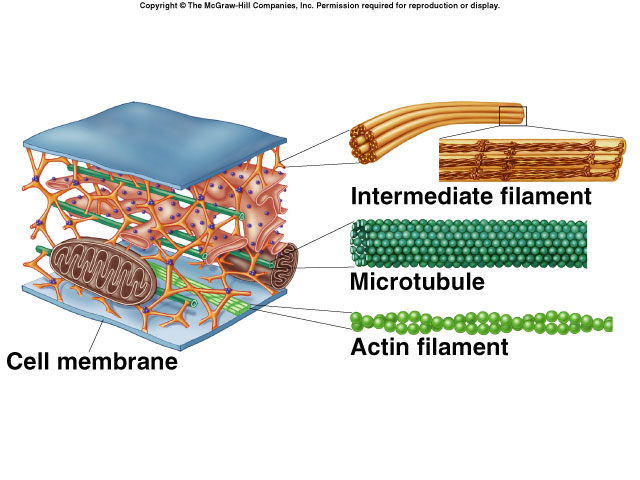 Copyright © The McGraw-Hill Companies, Inc. Permission required for reproduction or display.
Intermediate filament
Microtubule
Actin filament
Cell membrane